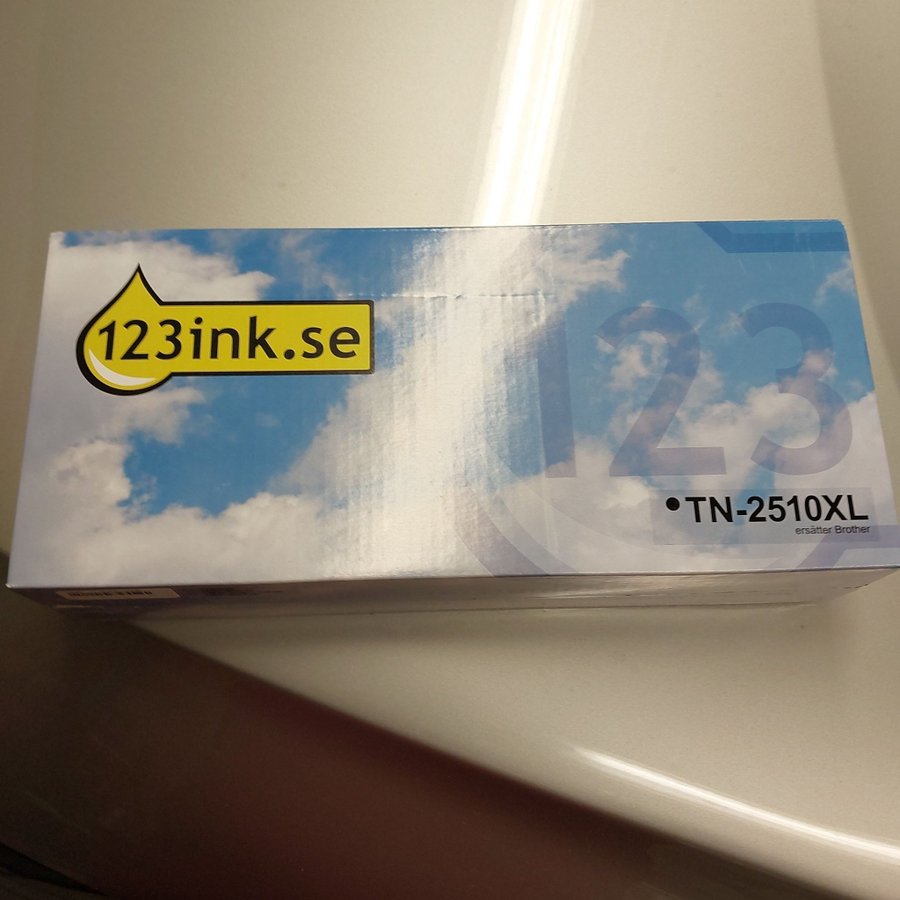 123ink.se
123
TN-2510XL
ersätter Brother